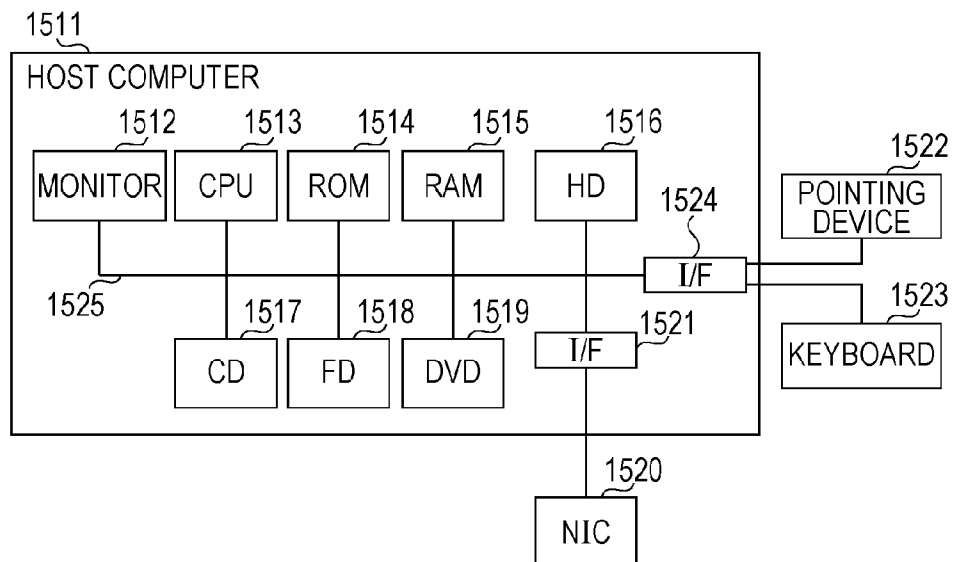 1511
HOST COMPUTER
1512 1513 1514 1515 1516
MONITOR CPU ROM RAM HD
1522
POINTING
DEVICE
1524
I/F
1525
1517 1518 1519
CD FD DVD
1521
I/F
1523
KEYBOARD
1520
NIC